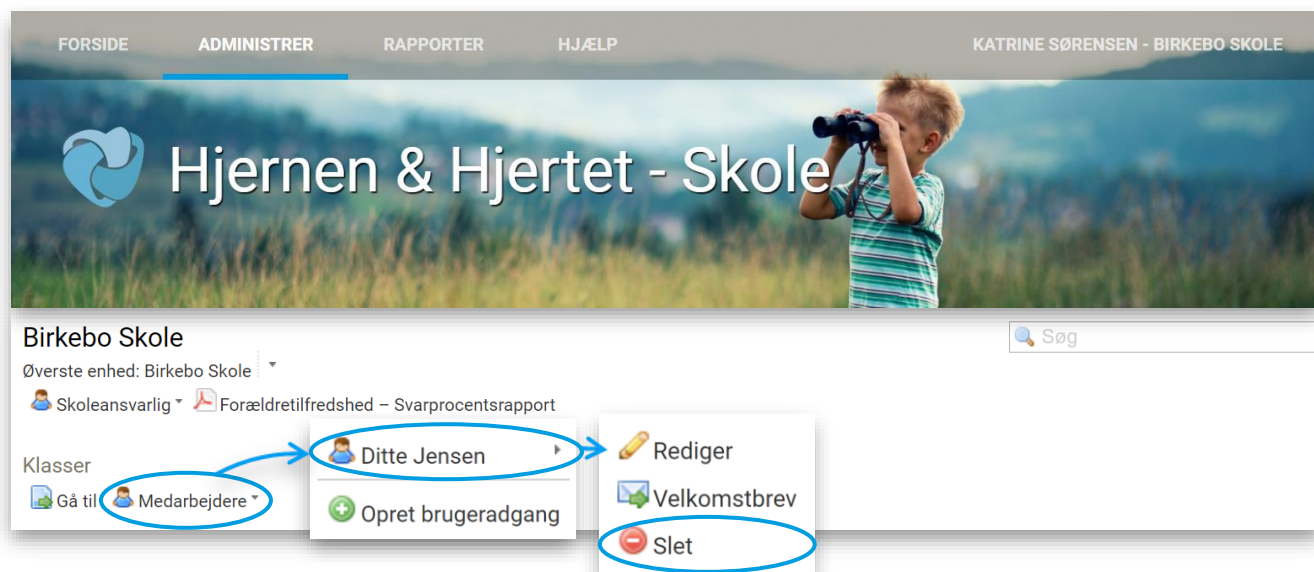 FORSIDE ADMINISTRER RAPPORTER HJÆLP KATRINE SØRENSEN - BIRKEBO SKOLE
Hjernen & Hjertet - Skole
Birkebo Skole
Søg
Øverste enhed: Birkebo Skole
Skoleansvarlig Forældretilfredshed – Svarprocentsrapport
Klasser
Gå til Medarbejdere
Ditte Jensen
Opret brugeradgang
Rediger
Velkomstbrev
Slet